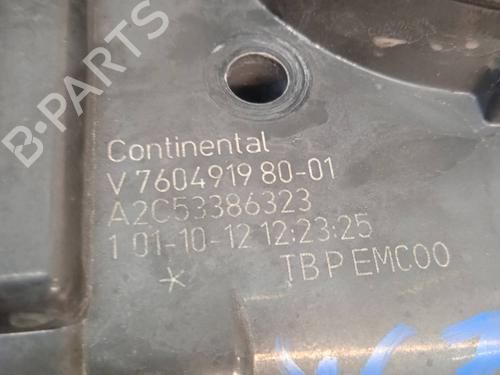 B-PARTS
Continental
V 7604919 80-01
A2C53386323
1 01-10-12 12:23:25
* TBP EMC00